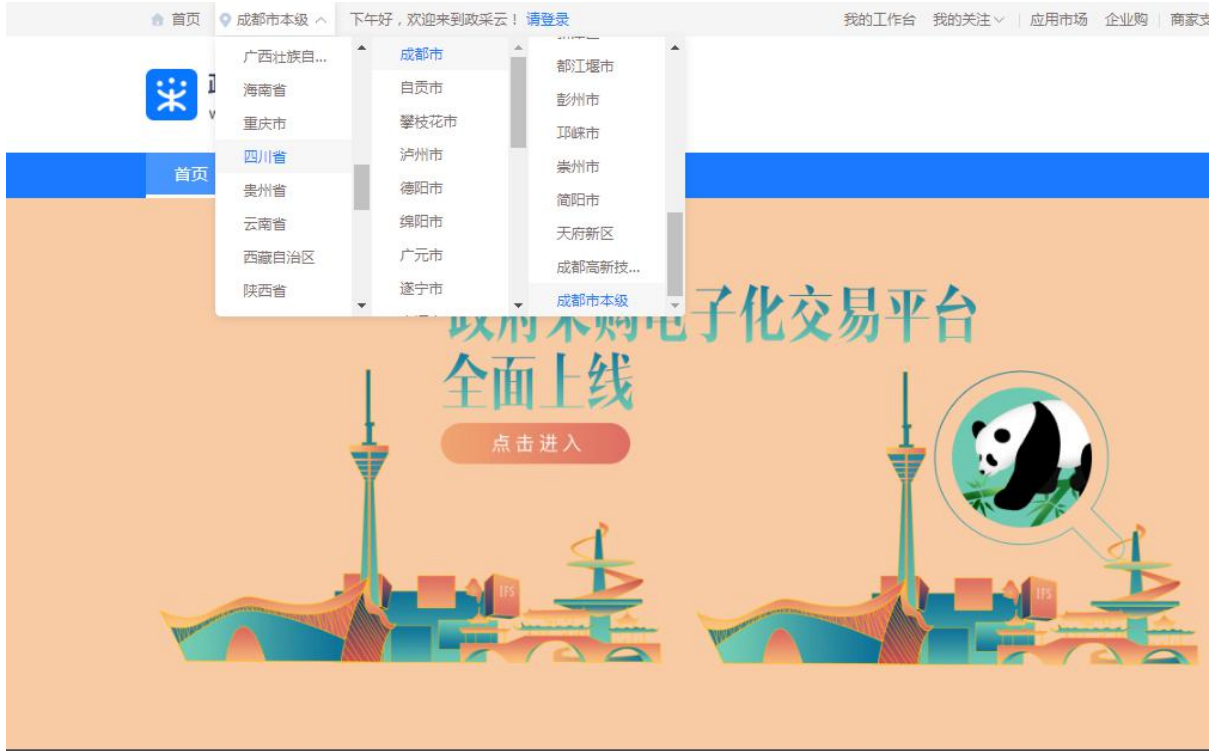 首页 成都市本级 下午好，欢迎来到政采云！ 请登录 我的工作台 我的关注 应用市场 企业购 商家支
广西壮族自...
海南省
重庆市
四川省
贵州省
云南省
西藏自治区
陕西省
成都市
自贡市
攀枝花市
泸州市
德阳市
绵阳市
广元市
遂宁市
都江堰市
彭州市
邛崃市
崇州市
简阳市
天府新区
成都高新技...
成都市本级
首页
政府采购电子化交易平台
全面上线
点击进入
IFS
IFS